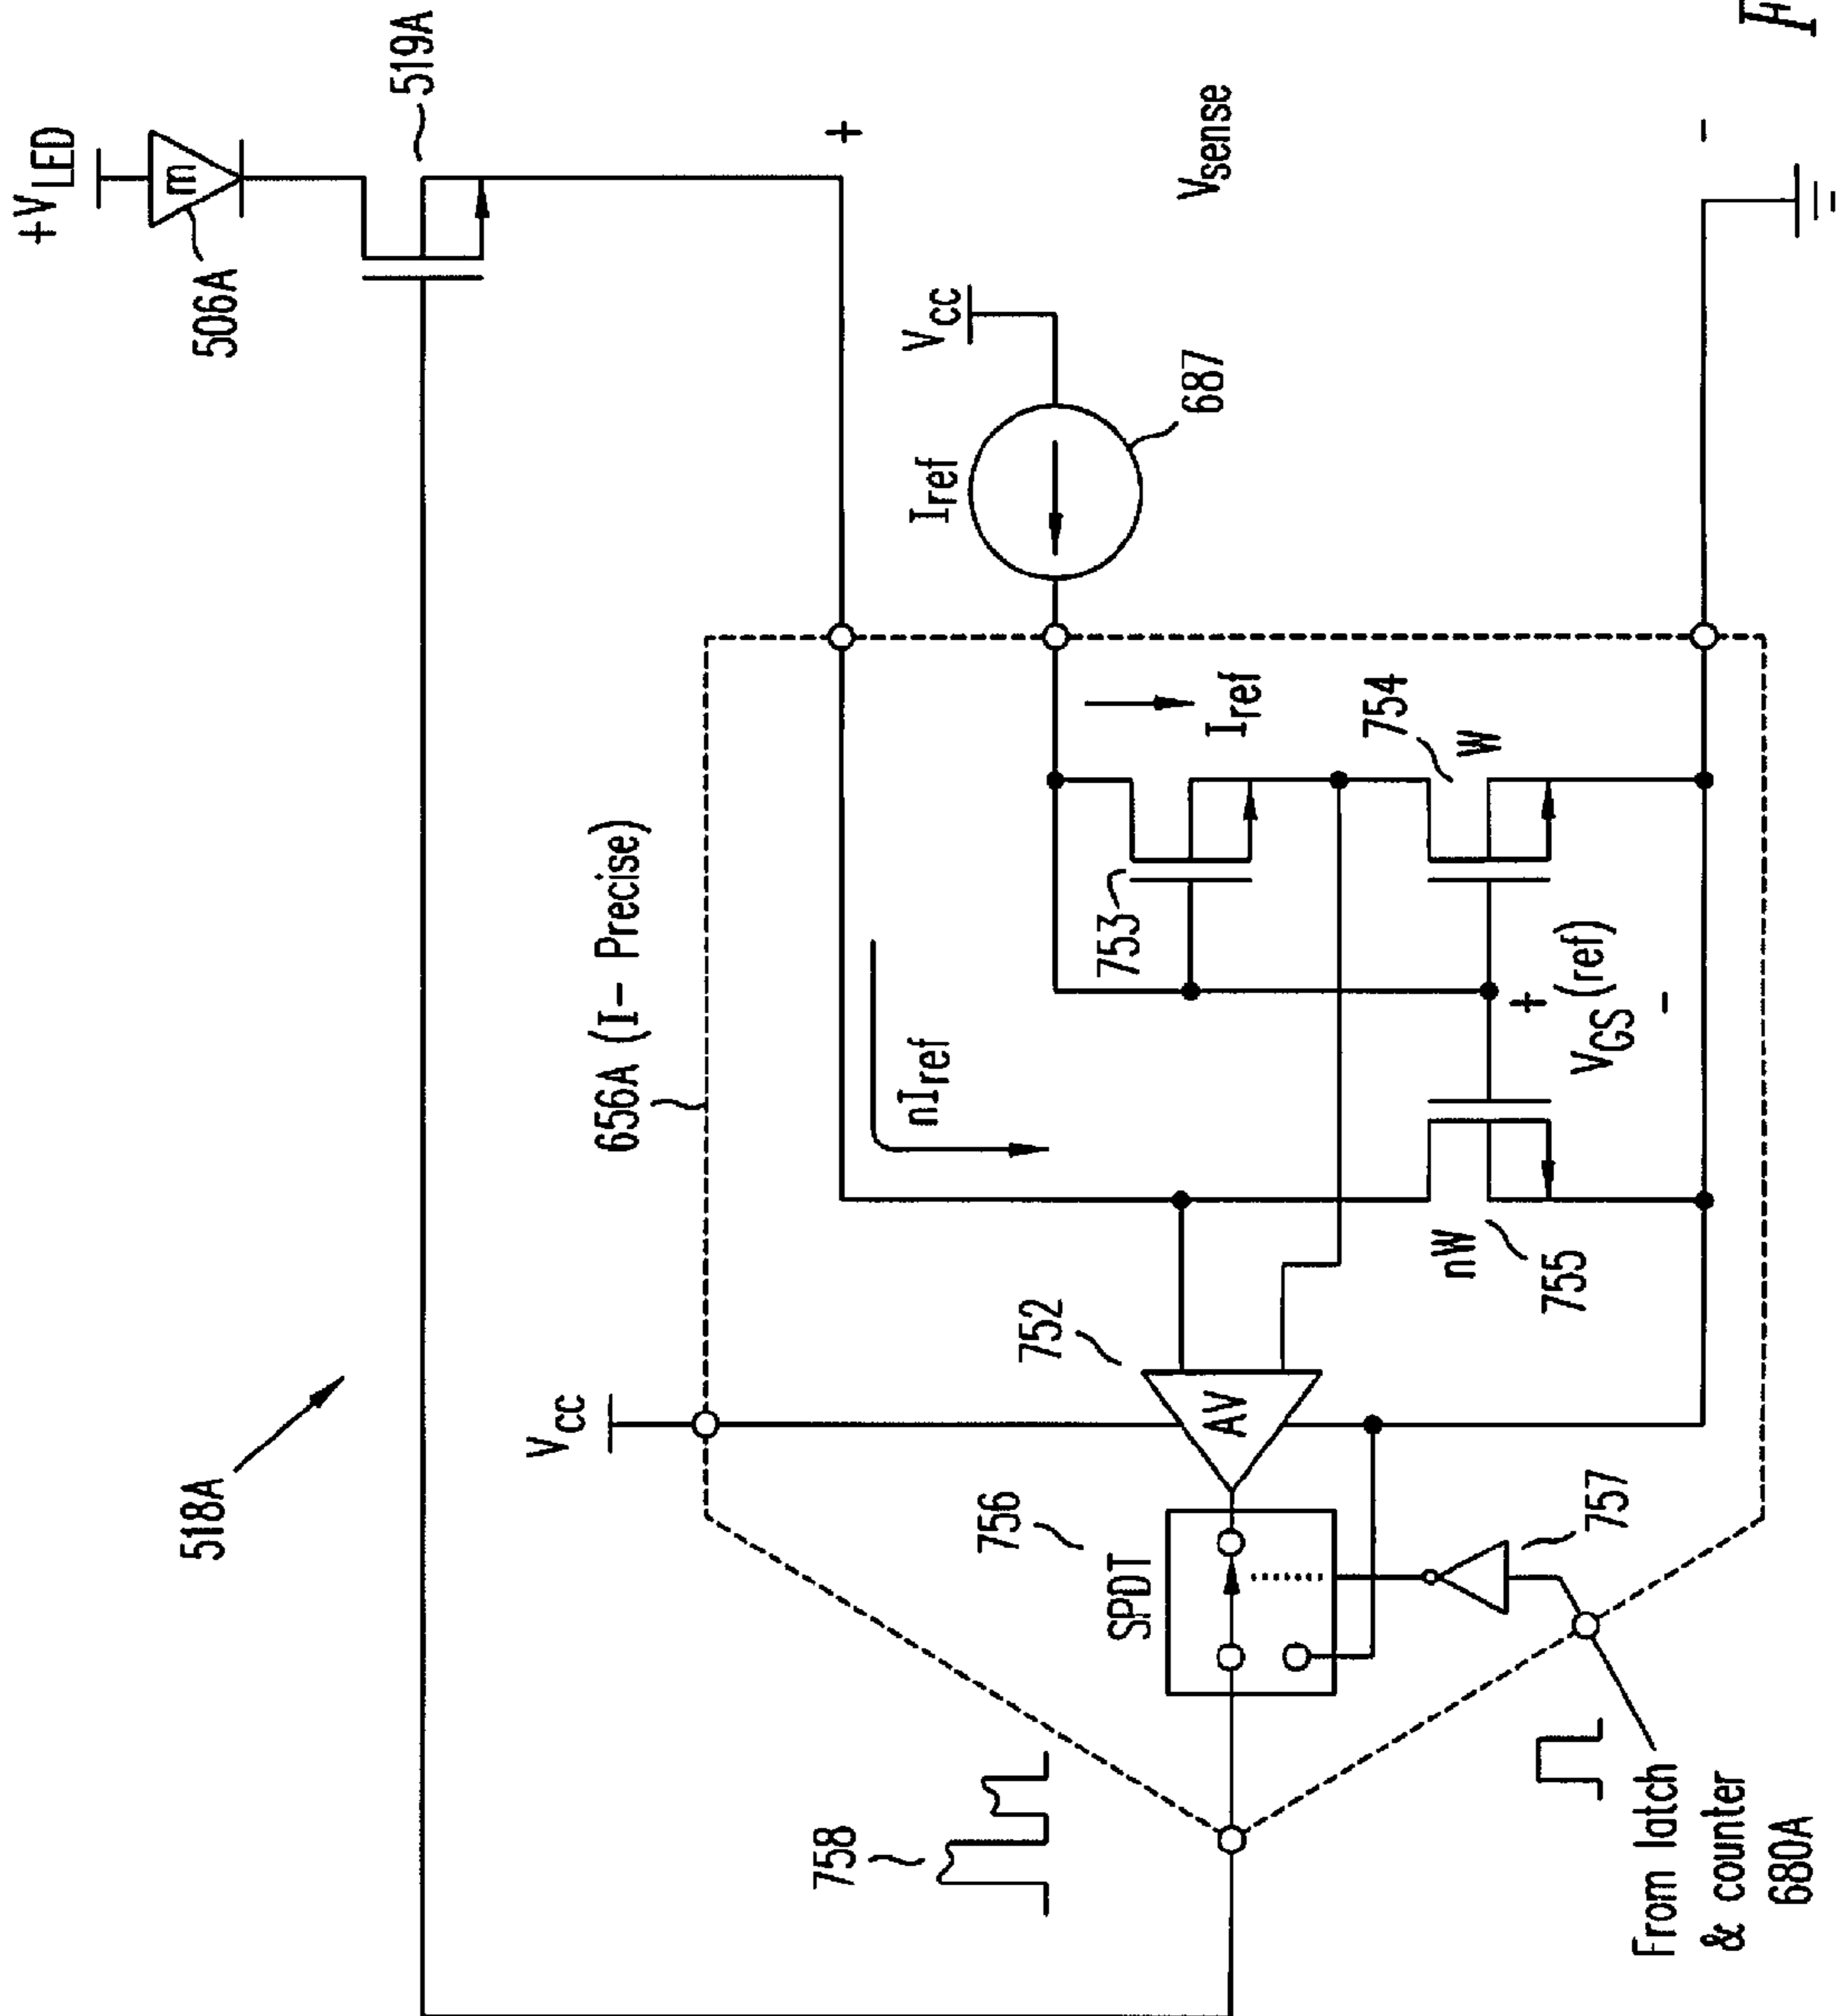 518A
+VLED
m
506A
519A
656A (I- Precise)
VCC
nIref
Iref
VCC
687
+
Vsense
-
752
AV
753
Iref
754
W
nW
755
+
VGS (ref)
-
758
756
SPDT
757
From latch
& counter
680A